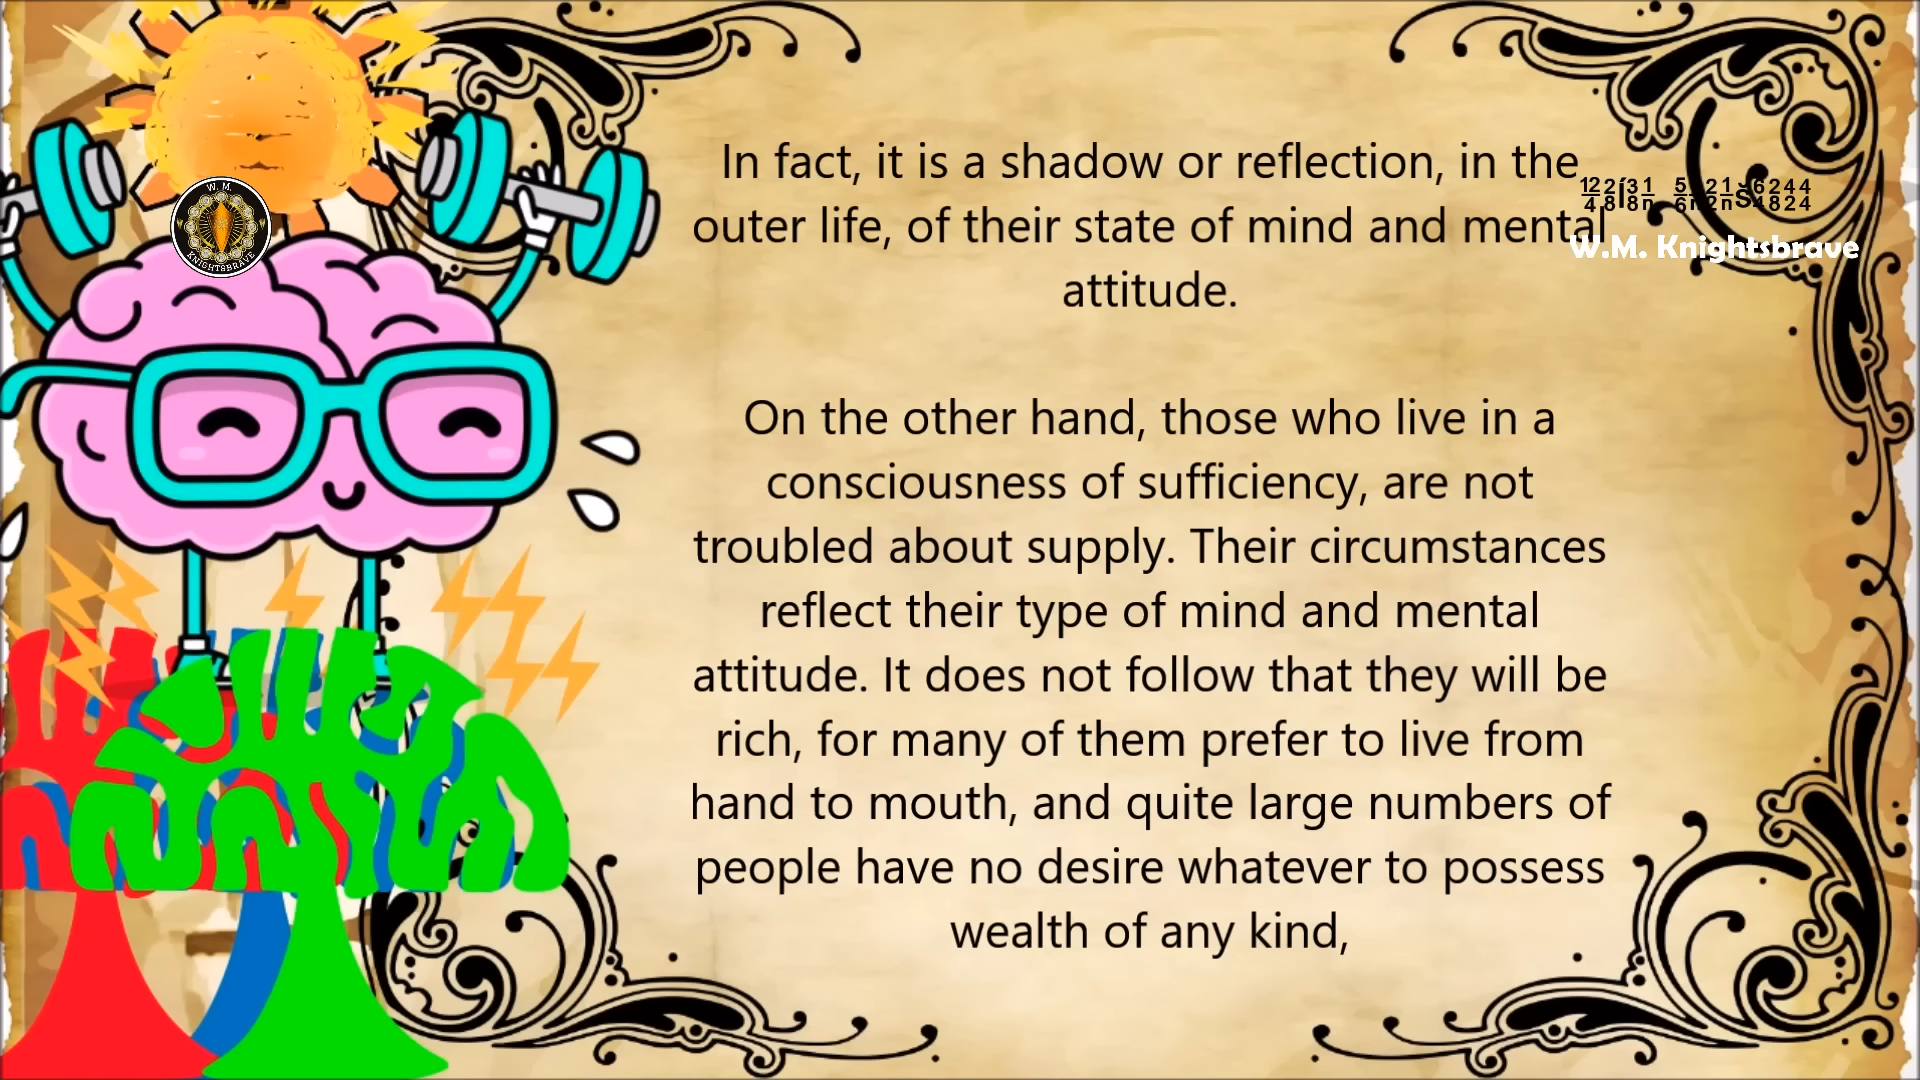 In fact, it is a shadow or reflection, in the
outer life, of their state of mind and mental
attitude.
On the other hand, those who live in a
consciousness of sufficiency, are not
troubled about supply. Their circumstances
reflect their type of mind and mental
attitude. It does not follow that they will be
rich, for many of them prefer to live from
hand to mouth, and quite large numbers of
people have no desire whatever to possess
wealth of any kind,
W.M. Knightsbrave
W. M.
KNIGHTSBRAVE